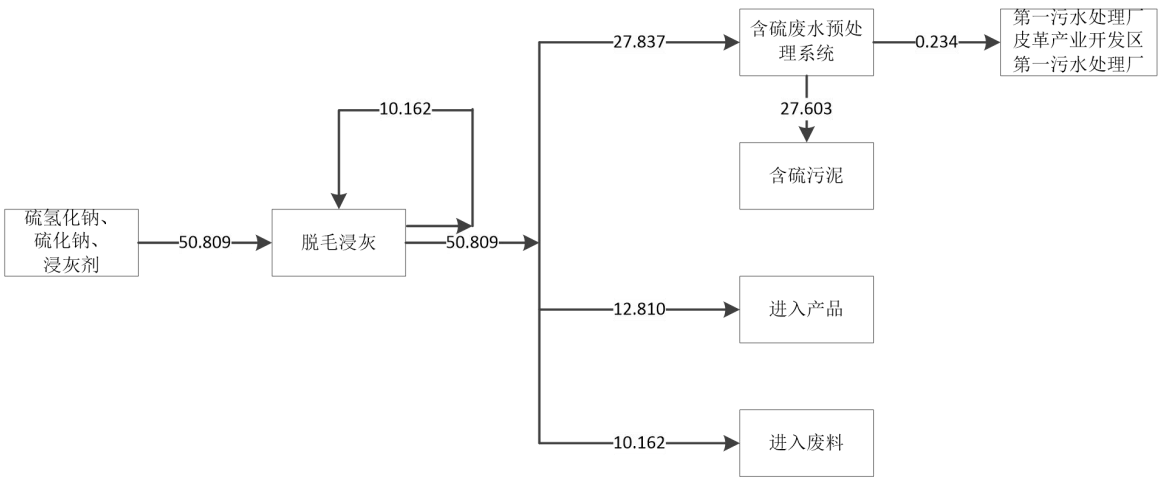 27.837
含硫废水预处
理系统
0.234
第一污水处理厂
皮革产业开发区
第一污水处理厂
10.162
27.603
含硫污泥
硫氢化钠、
硫化钠、
浸灰剂
50.809
脱毛浸灰
50.809
12.810
进入产品
10.162
进入废料